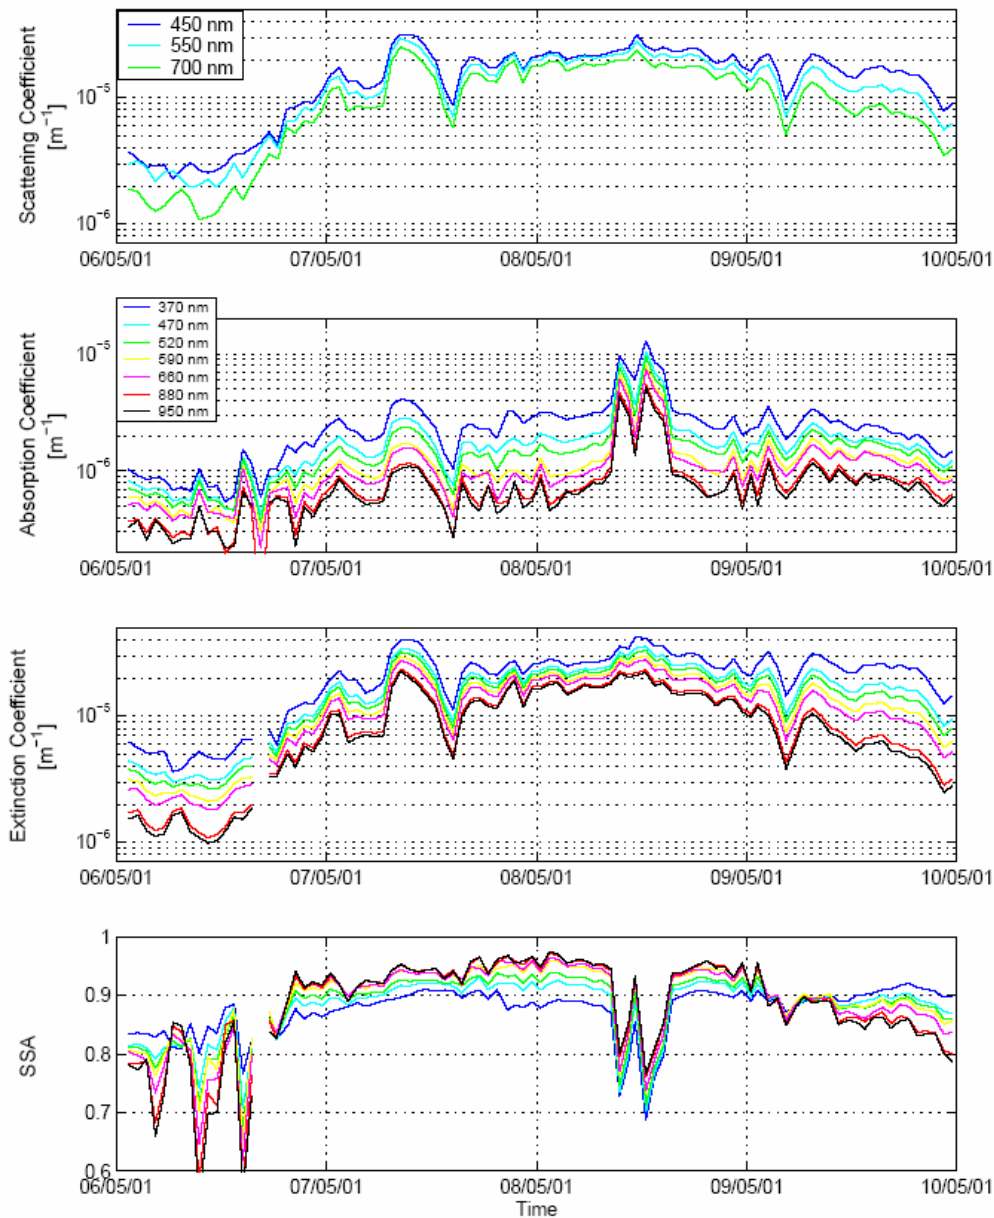 450 nm
550 nm
700 nm
Scattering Coefficient
[m⁻¹]
10⁻⁵
10⁻⁶
06/05/01 07/05/01 08/05/01 09/05/01 10/05/01
370 nm
470 nm
520 nm
590 nm
660 nm
880 nm
950 nm
Absorption Coefficient
[m⁻¹]
10⁻⁵
10⁻⁶
06/05/01 07/05/01 08/05/01 09/05/01 10/05/01
Extinction Coefficient
[m⁻¹]
10⁻⁵
10⁻⁶
06/05/01 07/05/01 08/05/01 09/05/01 10/05/01
SSA
1
0.9
0.8
0.7
0.6
06/05/01 07/05/01 08/05/01 09/05/01 10/05/01
Time